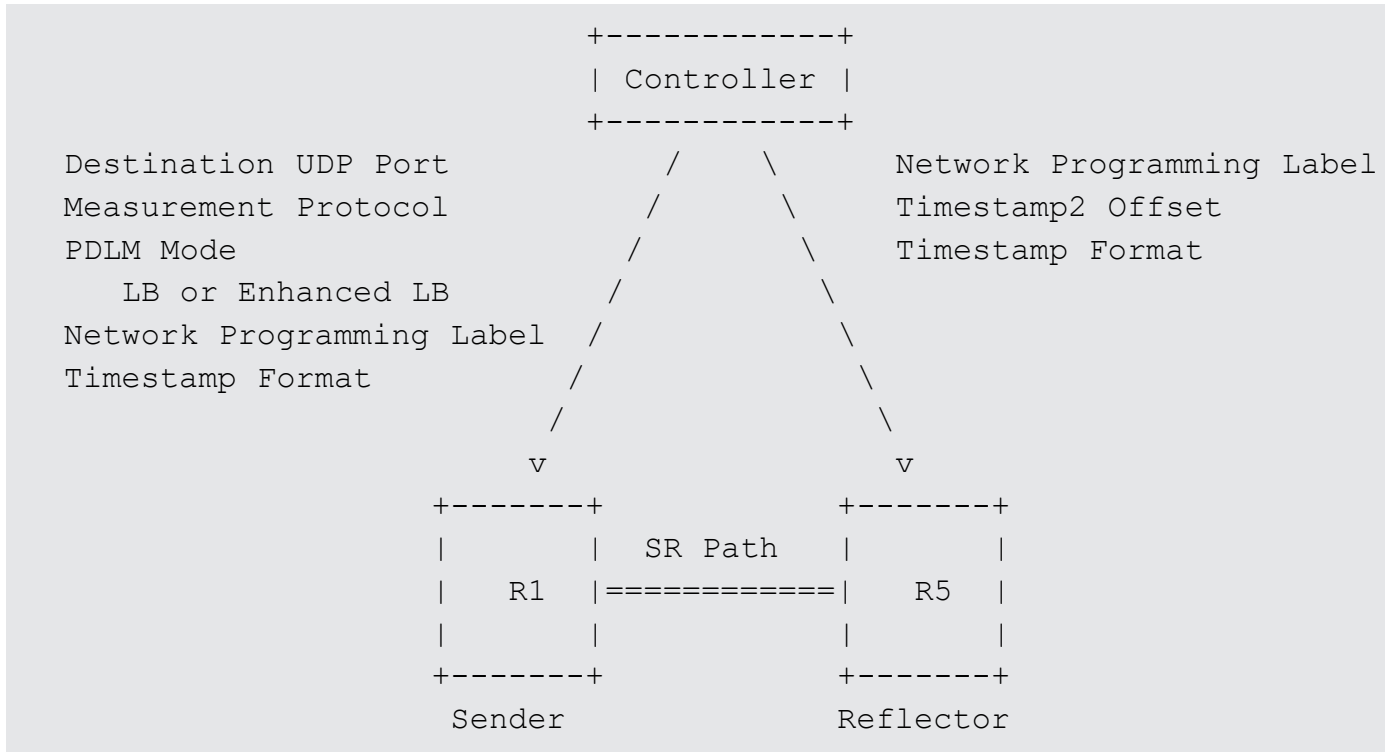 +------------+
| Controller |
+------------+
Destination UDP Port / \ Network Programming Label
Measurement Protocol / \ Timestamp2 Offset
PDLM Mode / \ Timestamp Format
LB or Enhanced LB / \
Network Programming Label / \
Timestamp Format / \
/ \
v v
+-------+ +-------+
| | SR Path | |
| R1 |============| R5 |
| | | |
+-------+ +-------+
Sender Reflector